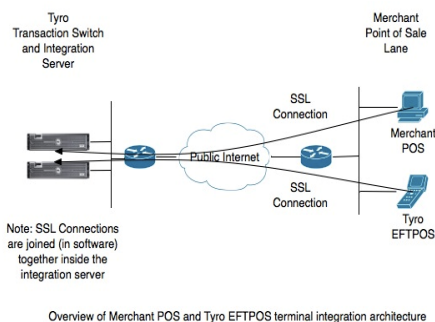 Tyro
Transaction Switch
and Integration
Server
Merchant
Point of Sale
Lane
SSL
Connection
Public Internet
Merchant
POS
SSL
Connection
Tyro
EFTPOS
Note: SSL Connections
are joined (in software)
together inside the
integration server
Overview of Merchant POS and Tyro EFTPOS terminal integration architecture